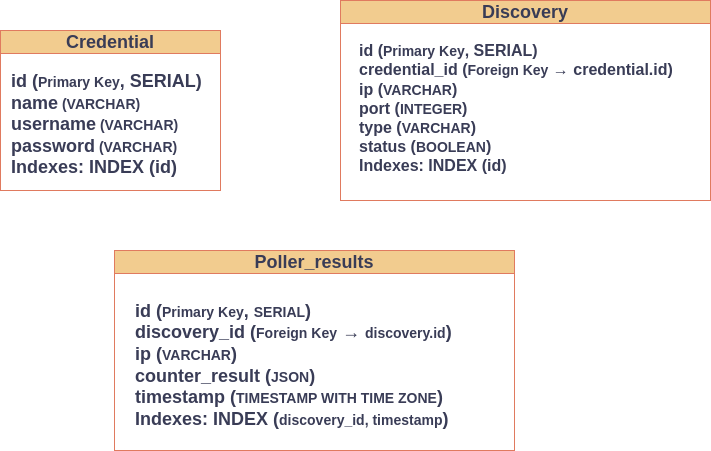 Credential
id (Primary Key, SERIAL)
name (VARCHAR)
username (VARCHAR)
password (VARCHAR)
Indexes: INDEX (id)
Discovery
id (Primary Key, SERIAL)
credential_id (Foreign Key → credential.id)
ip (VARCHAR)
port (INTEGER)
type (VARCHAR)
status (BOOLEAN)
Indexes: INDEX (id)
Poller_results
id (Primary Key, SERIAL)
discovery_id (Foreign Key → discovery.id)
ip (VARCHAR)
counter_result (JSON)
timestamp (TIMESTAMP WITH TIME ZONE)
Indexes: INDEX (discovery_id, timestamp)